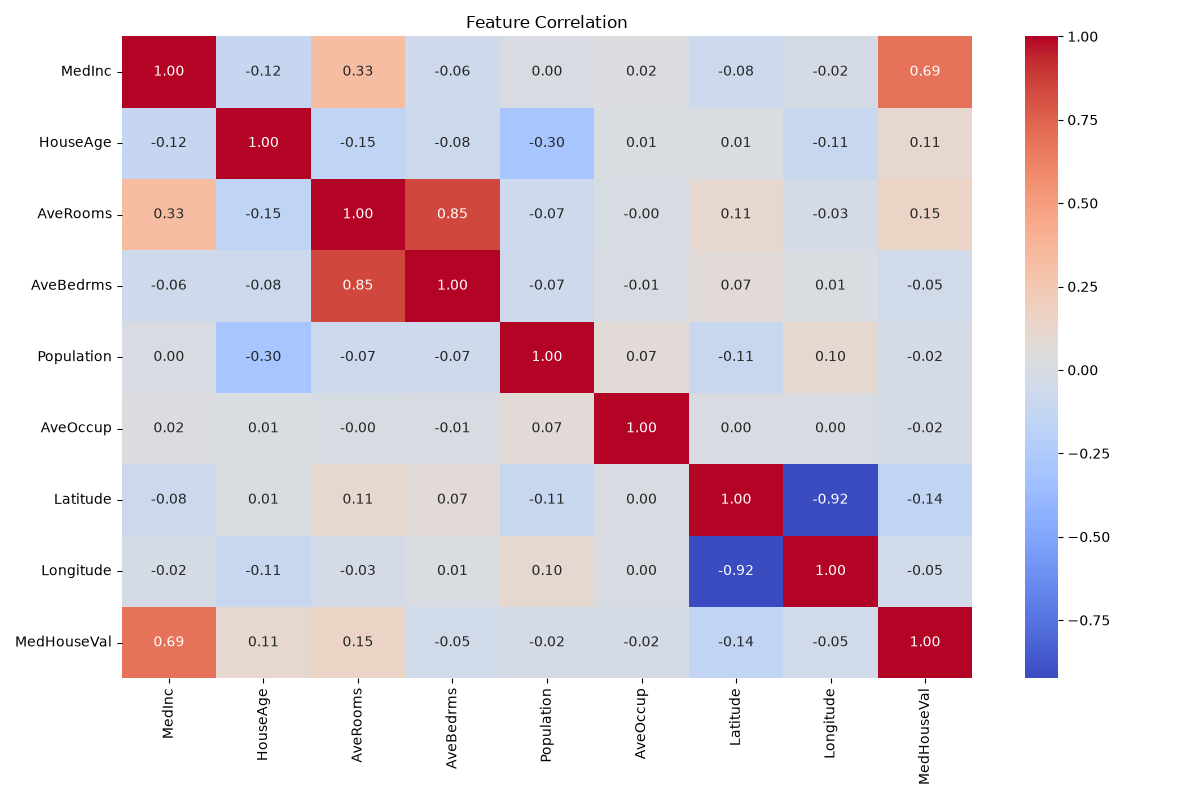 Feature Correlation
MedInc 1.00 -0.12 0.33 -0.06 0.00 0.02 -0.08 -0.02 0.69
HouseAge -0.12 1.00 -0.15 -0.08 -0.30 0.01 0.01 -0.11 0.11
AveRooms 0.33 -0.15 1.00 0.85 -0.07 -0.00 0.11 -0.03 0.15
AveBedrms -0.06 -0.08 0.85 1.00 -0.07 -0.01 0.07 0.01 -0.05
Population 0.00 -0.30 -0.07 -0.07 1.00 0.07 -0.11 0.10 -0.02
AveOccup 0.02 0.01 -0.00 -0.01 0.07 1.00 0.00 0.00 -0.02
Latitude -0.08 0.01 0.11 0.07 -0.11 0.00 1.00 -0.92 -0.14
Longitude -0.02 -0.11 -0.03 0.01 0.10 0.00 -0.92 1.00 -0.05
MedHouseVal 0.69 0.11 0.15 -0.05 -0.02 -0.02 -0.14 -0.05 1.00
MedInc HouseAge AveRooms AveBedrms Population AveOccup Latitude Longitude MedHouseVal
1.00
0.75
0.50
0.25
0.00
−0.25
−0.50
−0.75